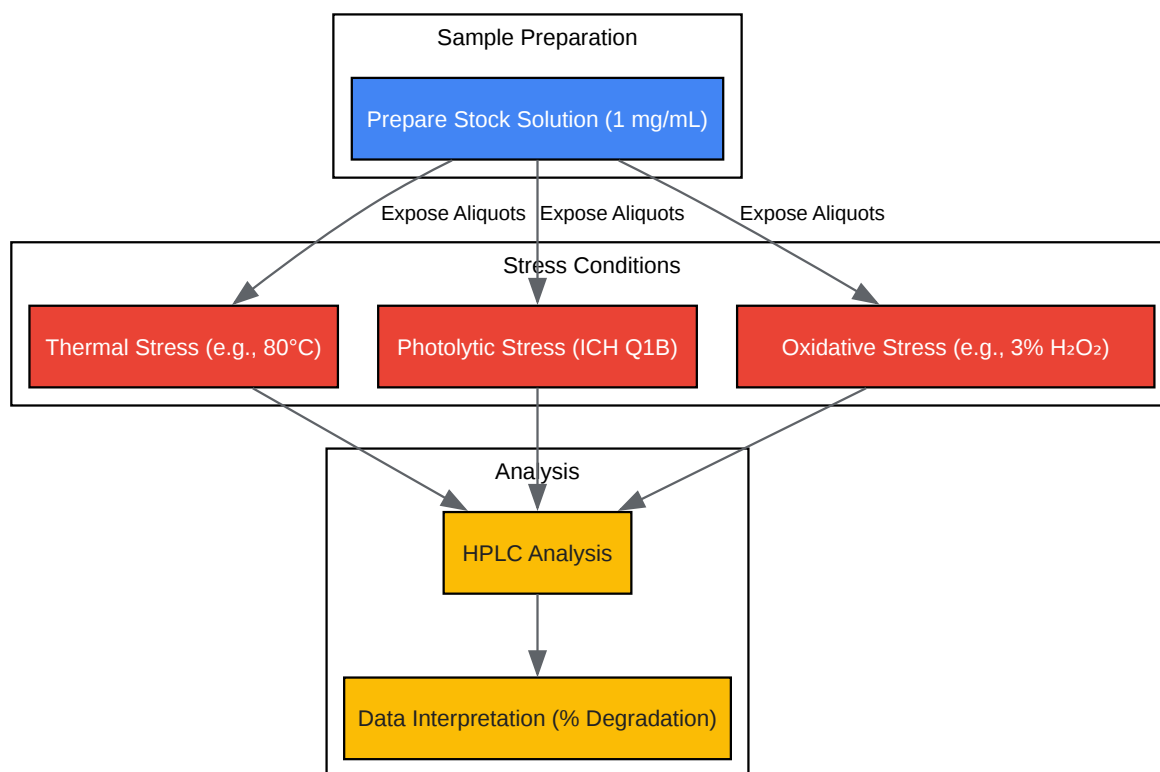 Sample Preparation
Prepare Stock Solution (1 mg/mL)
Expose Aliquots
Expose Aliquots
Expose Aliquots
Stress Conditions
Thermal Stress (e.g., 80°C)
Photolytic Stress (ICH Q1B)
Oxidative Stress (e.g., 3% H₂O₂)
Analysis
HPLC Analysis
Data Interpretation (% Degradation)